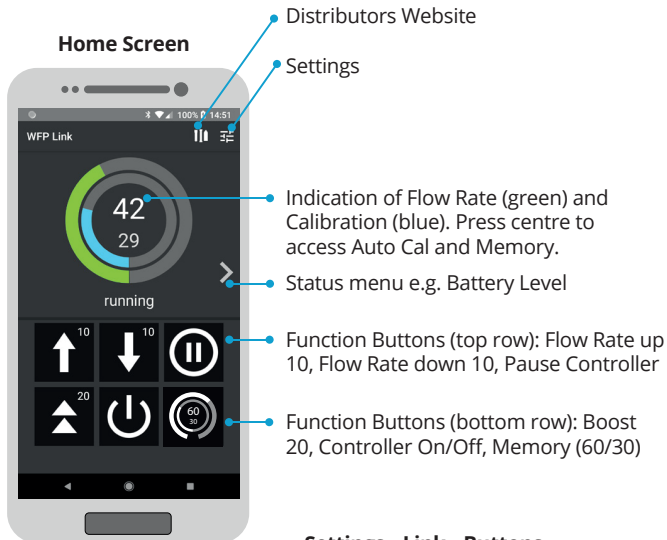 Distributors Website
Home Screen
Settings
100% 14:51
WFP Link
42
29
Indication of Flow Rate (green) and
Calibration (blue). Press centre to
access Auto Cal and Memory.
Status menu e.g. Battery Level
running
10
10
Function Buttons (top row): Flow Rate up
10, Flow Rate down 10, Pause Controller
20
60
30
Function Buttons (bottom row): Boost
20, Controller On/Off, Memory (60/30)